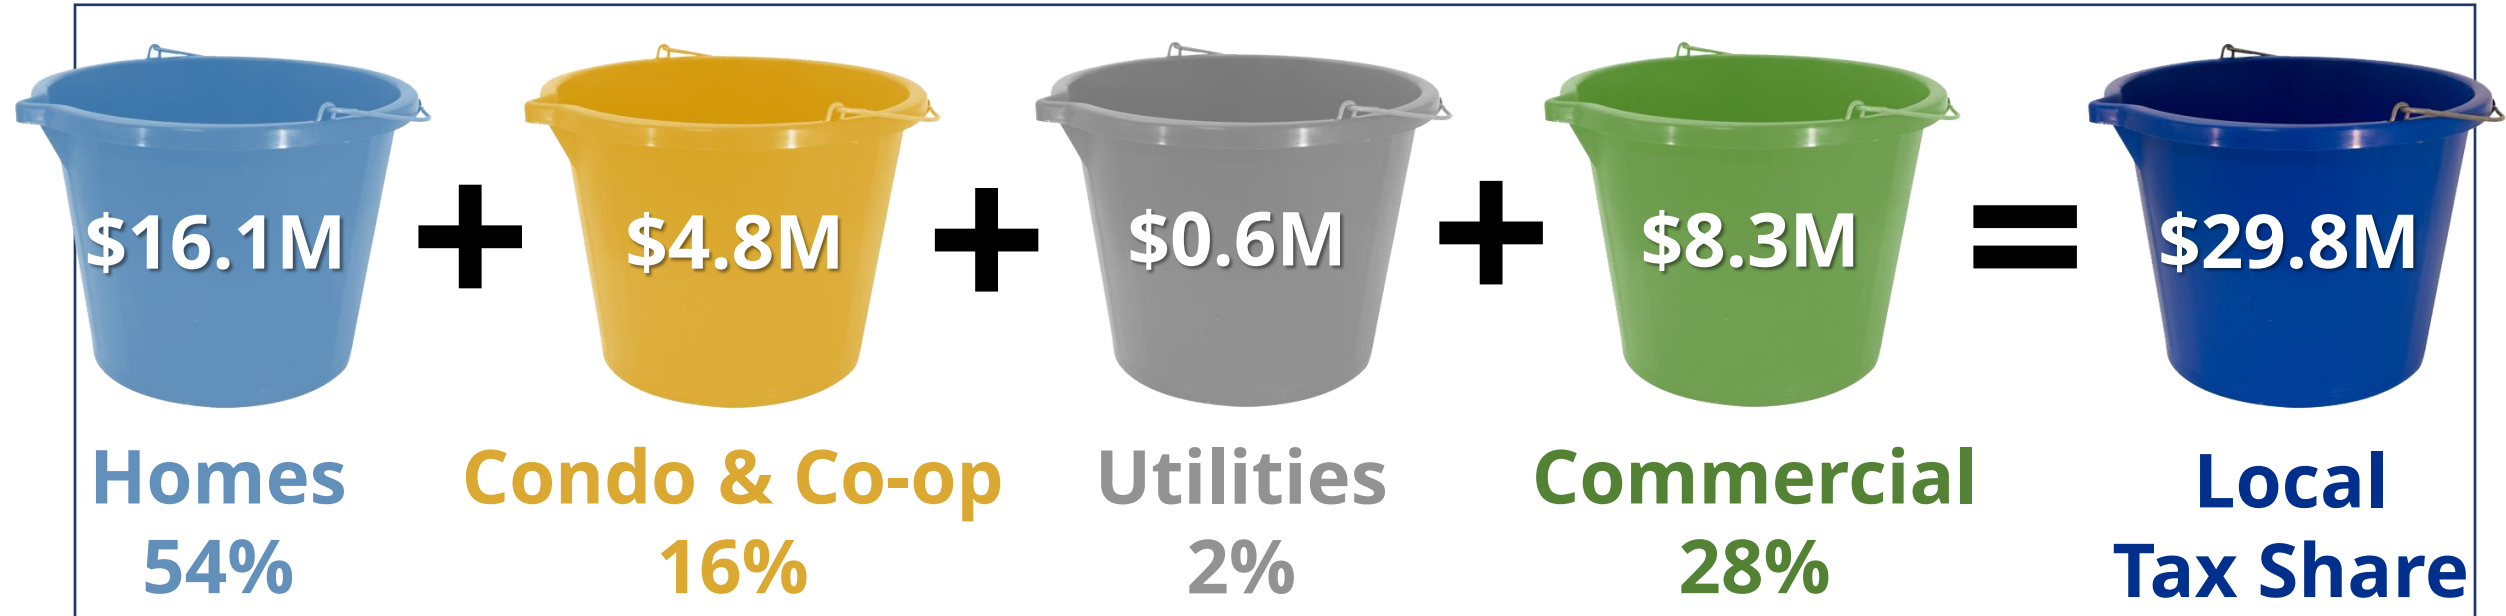 $16.1M + $4.8M + $0.6M + $8.3M = $29.8M
Homes Condo & Co-op Utilities Commercial Local
54% 16% 2% 28% Tax Share